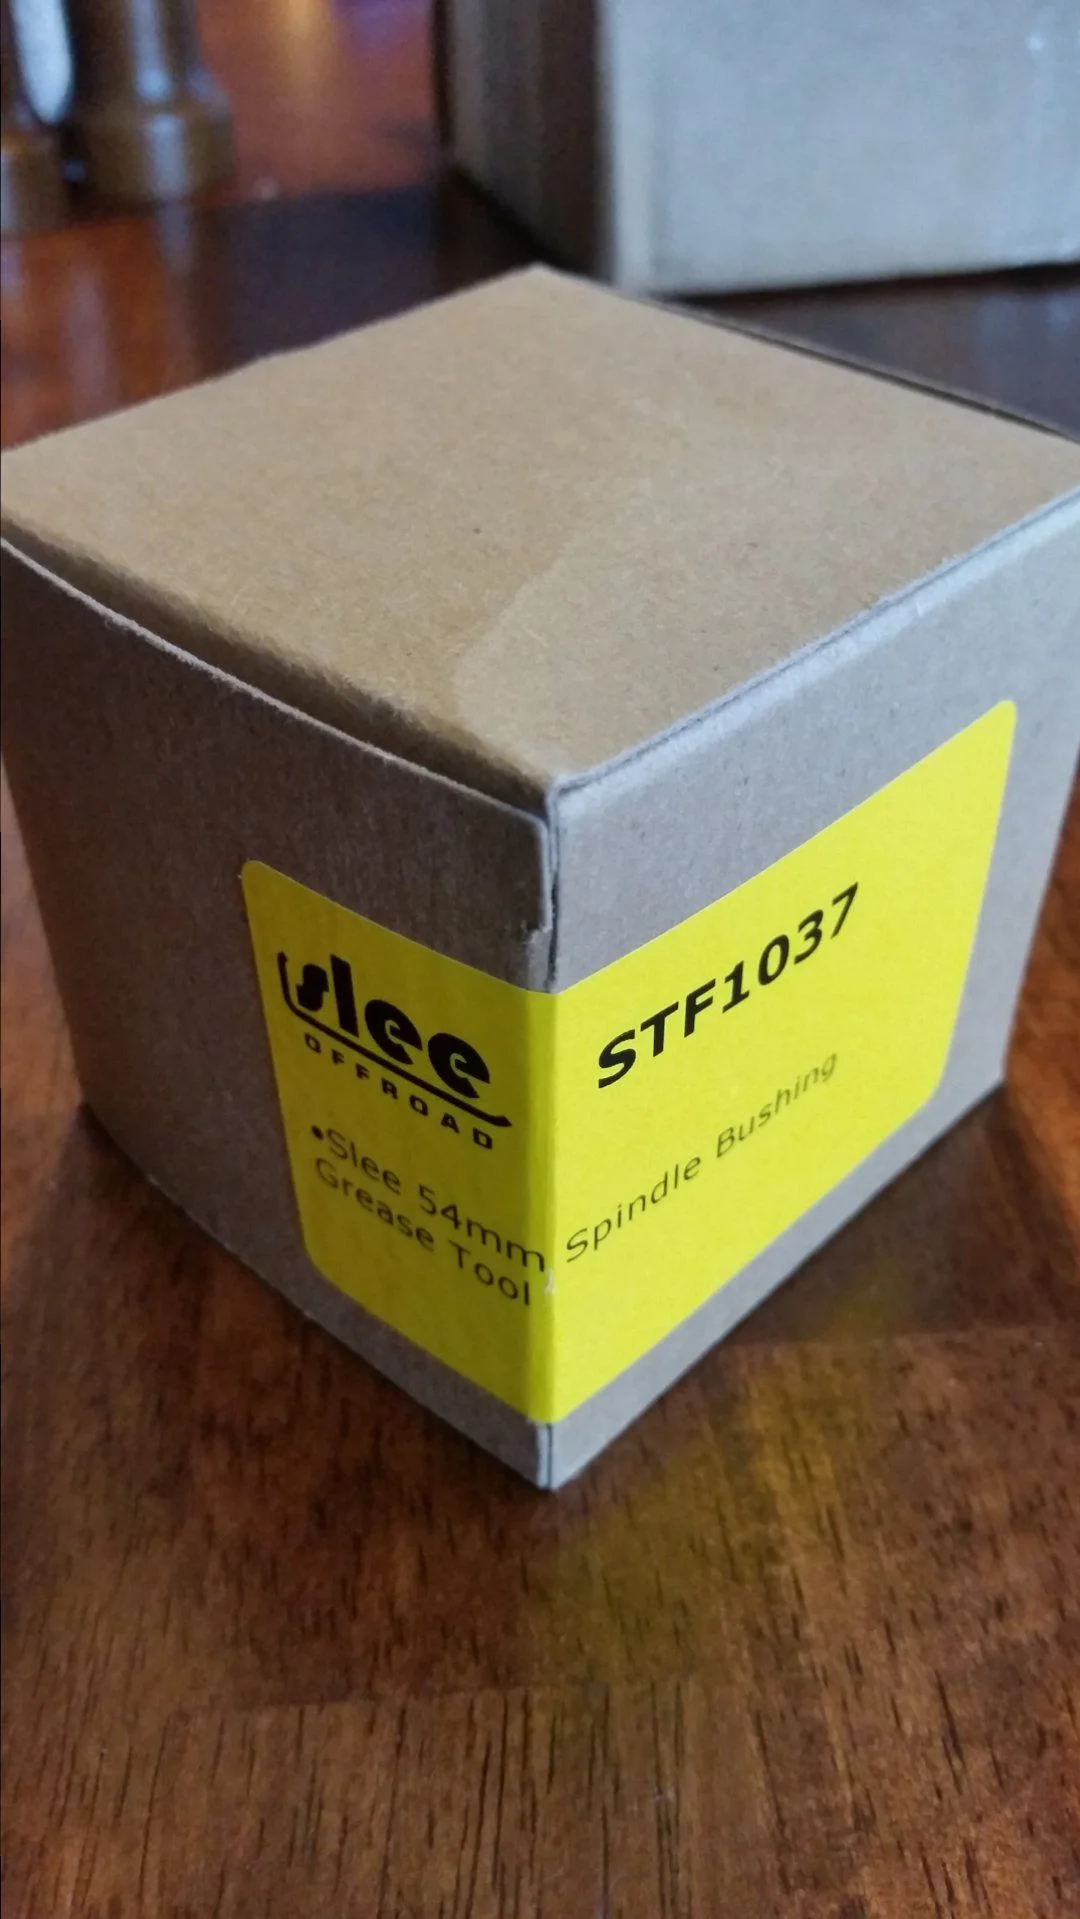 slee
OFFROAD
STF1037
•Slee 54mm Spindle Bushing
Grease Tool